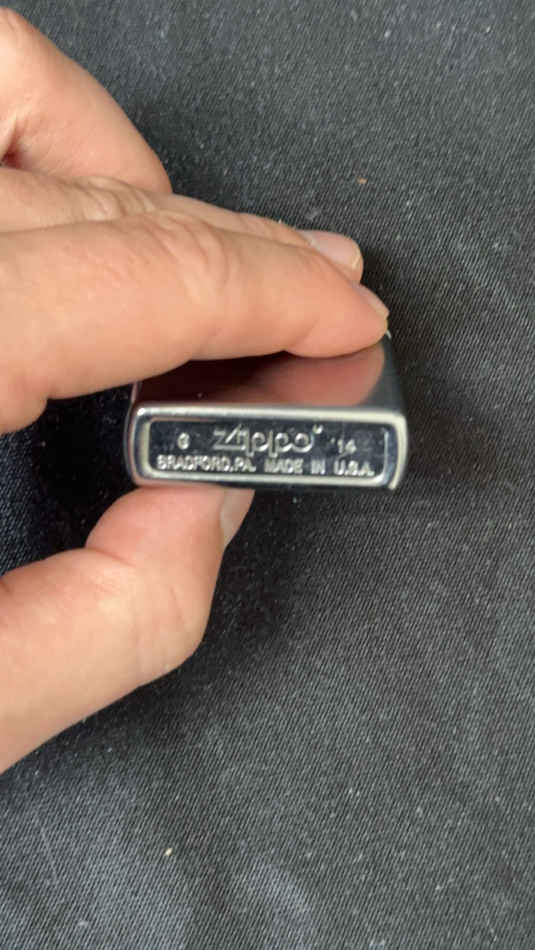 Zippo® '14
BRADFORD, PA. MADE IN U.S.A.